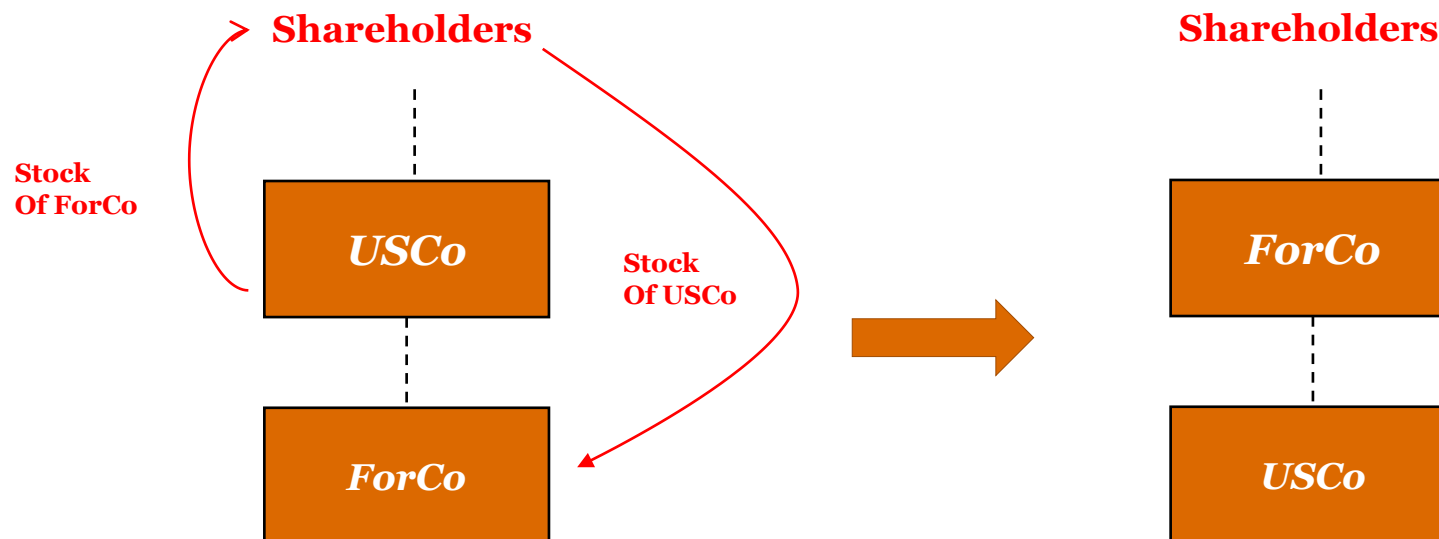 Shareholders
Stock
Of ForCo
USCo
Stock
Of USCo
ForCo
Shareholders
ForCo
USCo